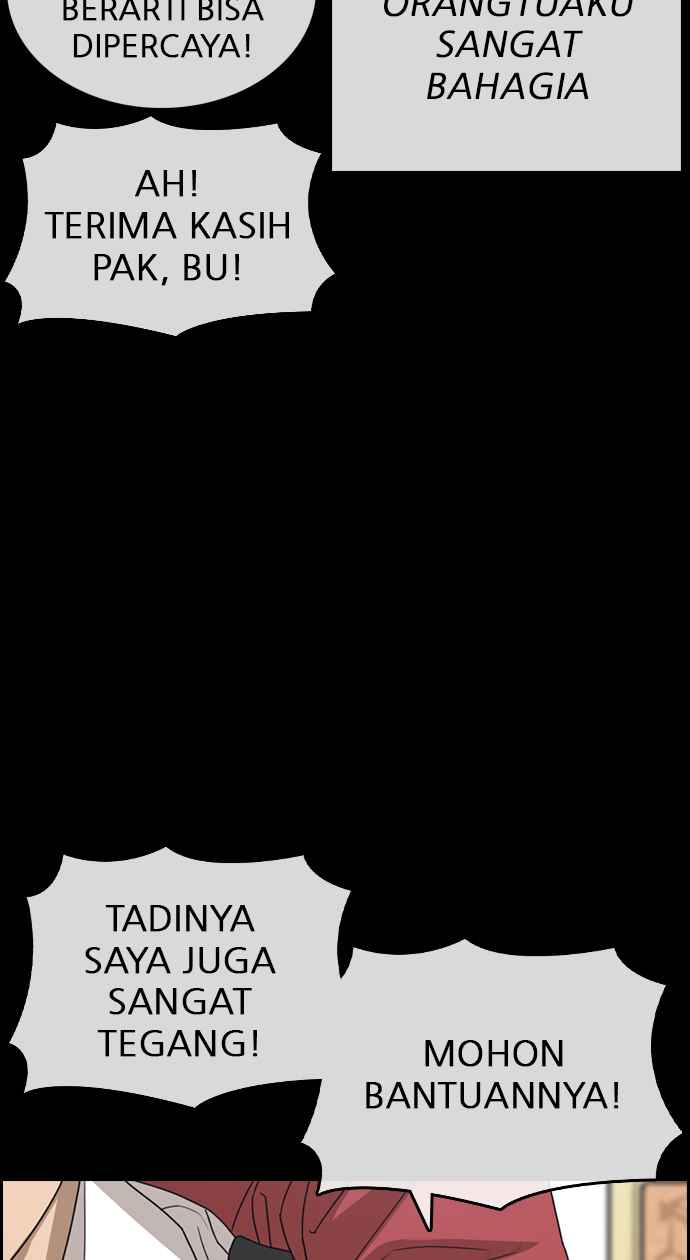 BERARTI BISA
DIPERCAYA!
ORANGTUAKU
SANGAT
BAHAGIA
AH!
TERIMA KASIH
PAK, BU!
TADINYA
SAYA JUGA
SANGAT
TEGANG!
MOHON
BANTUANNYA!